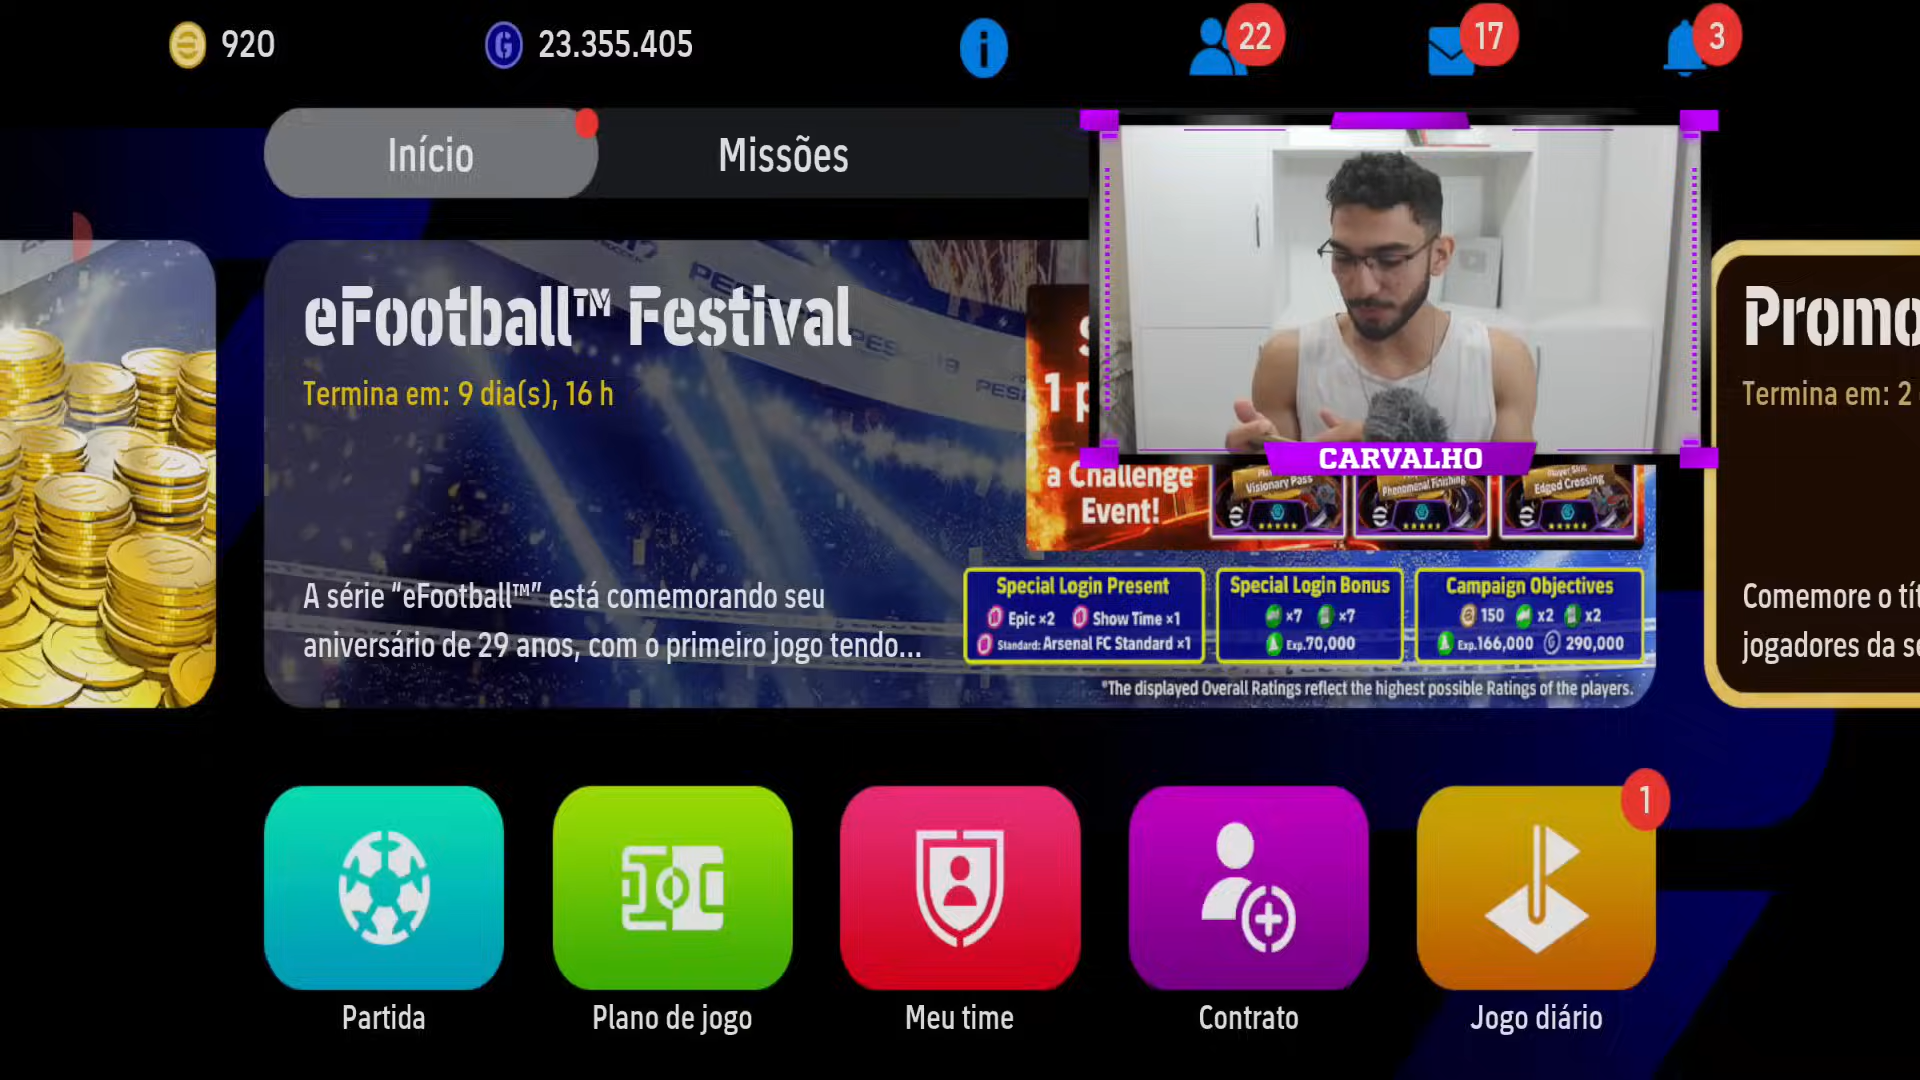 920
23.355.405
22
17
3
Início
Missões
eFootball™ Festival
Termina em: 9 dia(s), 16 h
A série “eFootball™” está comemorando seu
aniversário de 29 anos, com o primeiro jogo tendo...
CARVALHO
a Challenge
Event!
Visionary Pass
Phenomenal Finishing
Edged Crossing
Special Login Present
Epic ×2 Show Time ×1
Standard: Arsenal FC Standard ×1
Special Login Bonus
×7 ×7
Exp.70,000
Campaign Objectives
150 ×2 ×2
Exp.166,000 290,000
*The displayed Overall Ratings reflect the highest possible Ratings of the players.
Termina em: 2
Comemore o
jogadores da
Partida
Plano de jogo
Meu time
Contrato
1
Jogo diário